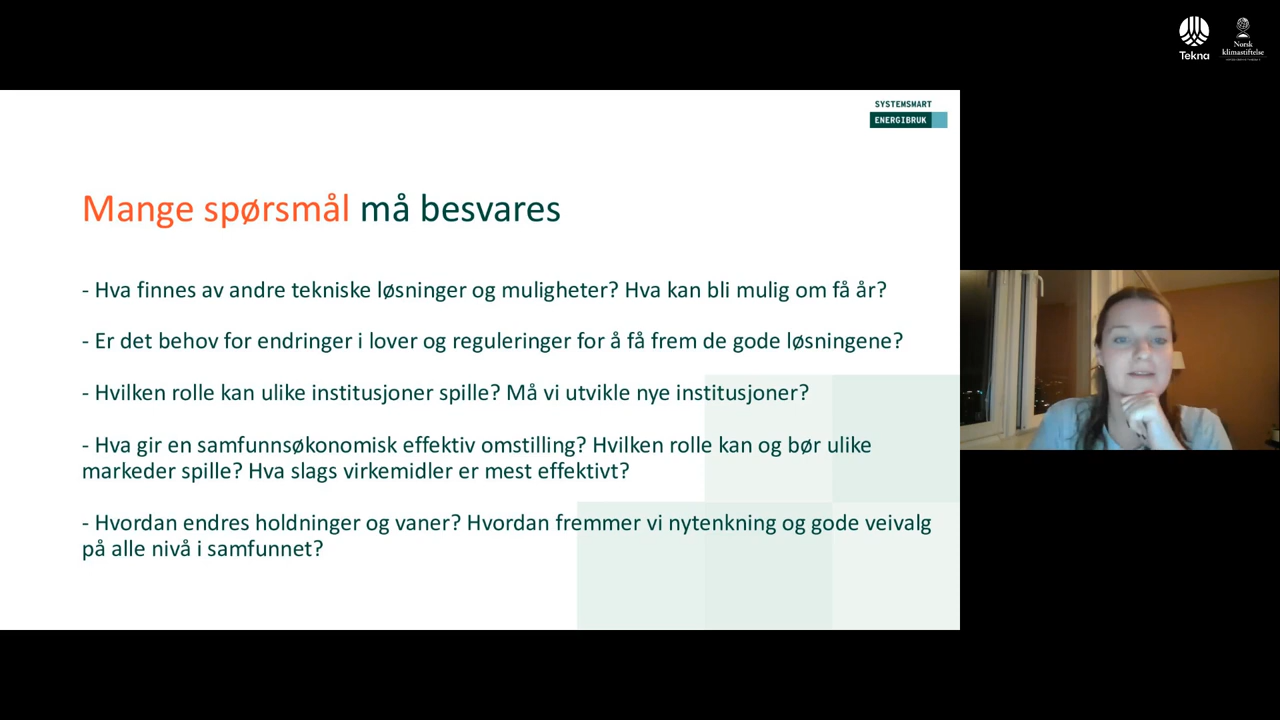 Tekna
Norsk
klimastiftelse
SYSTEMSMART
ENERGIBRUK
Mange spørsmål må besvares
- Hva finnes av andre tekniske løsninger og muligheter? Hva kan bli mulig om få år?
- Er det behov for endringer i lover og reguleringer for å få frem de gode løsningene?
- Hvilken rolle kan ulike institusjoner spille? Må vi utvikle nye institusjoner?
- Hva gir en samfunnsøkonomisk effektiv omstilling? Hvilken rolle kan og bør ulike
markeder spille? Hva slags virkemidler er mest effektivt?
- Hvordan endres holdninger og vaner? Hvordan fremmer vi nytenkning og gode veivalg
på alle nivå i samfunnet?